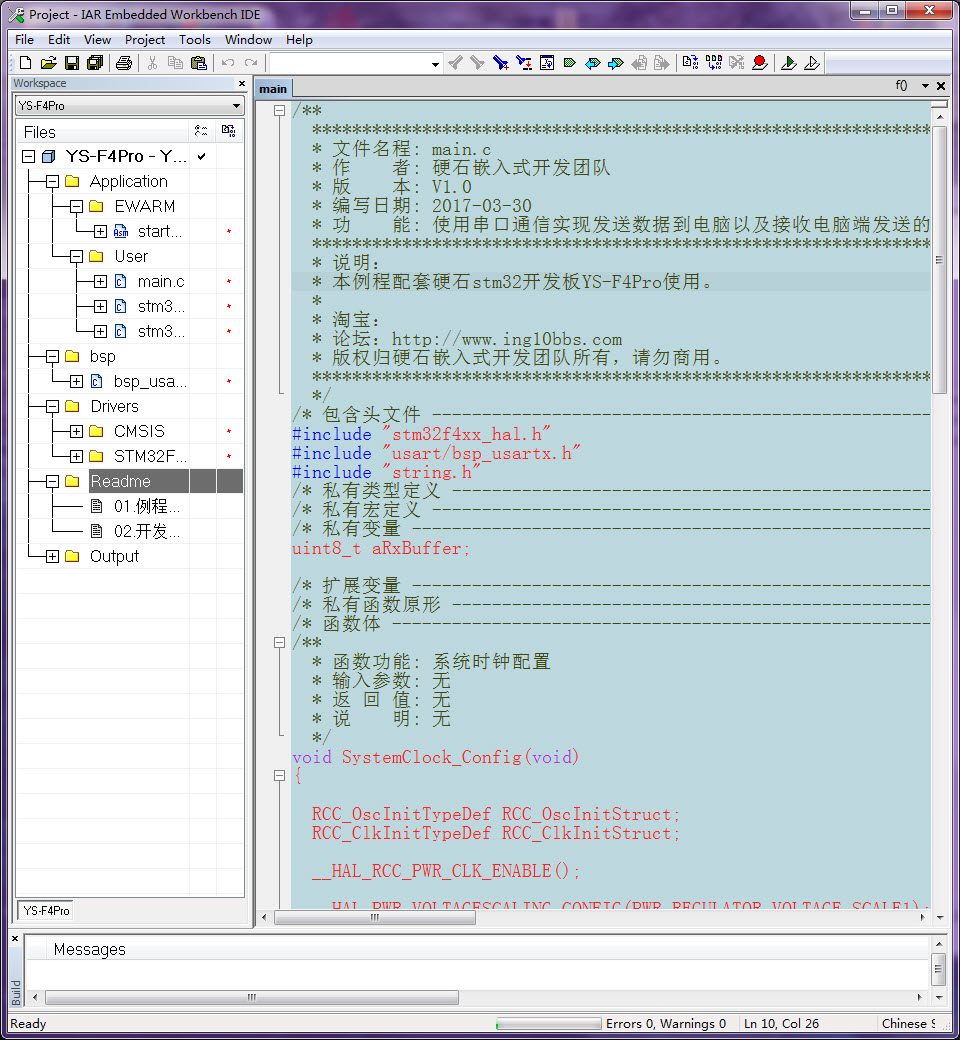 Project - IAR Embedded Workbench IDE
File Edit View Project Tools Window Help
Workspace
YS-F4Pro
Files
YS-F4Pro - Y...
Application
EWARM
start...
User
main.c
stm3...
stm3...
bsp
bsp_usa...
Drivers
CMSIS
STM32F...
Readme
01.例程...
02.开发...
Output
YS-F4Pro
main
f()
/**
******************************************************************
* 文件名程: main.c
* 作    者: 硬石嵌入式开发团队
* 版    本: V1.0
* 编写日期: 2017-03-30
* 功    能: 使用串口通信实现发送数据到电脑以及接收电脑端发送的
******************************************************************
* 说明:
* 本例程配套硬石stm32开发板YS-F4Pro使用。
*
* 淘宝:
* 论坛: http://www.ing10bbs.com
* 版权归硬石嵌入式开发团队所有，请勿商用。
******************************************************************
*/
/* 包含头文件 --------------------------------------------------
#include "stm32f4xx_hal.h"
#include "usart/bsp_usartx.h"
#include "string.h"
/* 私有类型定义 ------------------------------------------------
/* 私有宏定义 --------------------------------------------------
/* 私有变量 ----------------------------------------------------
uint8_t aRxBuffer;
/* 扩展变量 ----------------------------------------------------
/* 私有函数原形 ------------------------------------------------
/* 函数体 ------------------------------------------------------
/**
* 函数功能: 系统时钟配置
* 输入参数: 无
* 返 回 值: 无
* 说    明: 无
*/
void SystemClock_Config(void)
{
RCC_OscInitTypeDef RCC_OscInitStruct;
RCC_ClkInitTypeDef RCC_ClkInitStruct;
__HAL_RCC_PWR_CLK_ENABLE();
__HAL_PWR_VOLTAGESCALING_CONFIG(PWR_REGULATOR_VOLTAGE_SCALE1);
Messages
Build
Ready
Errors 0, Warnings 0
Ln 10, Col 26
Chinese S